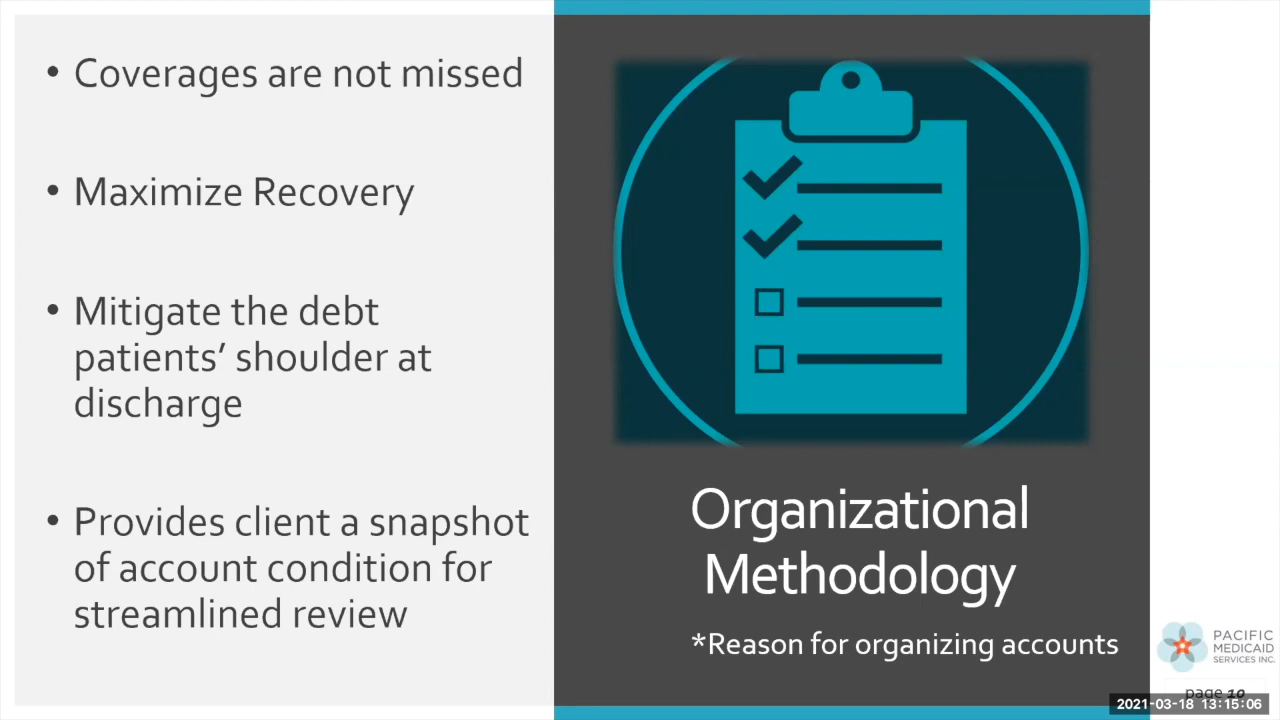 • Coverages are not missed
• Maximize Recovery
• Mitigate the debt
patients’ shoulder at
discharge
• Provides client a snapshot
of account condition for
streamlined review
Organizational
Methodology
*Reason for organizing accounts
PACIFIC
MEDICAID
SERVICES INC.
page 10
2021-03-18 13:15:06